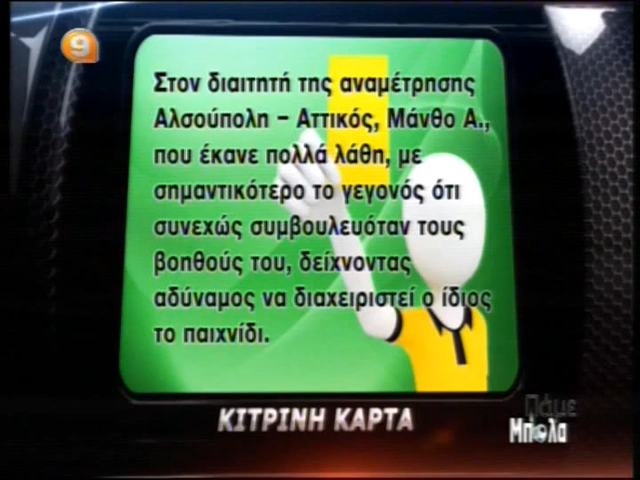 9
Στον διαιτητή της αναμέτρησης
Αλσούπολη – Αττικός, Μάνθο Α.,
που έκανε πολλά λάθη, με
σημαντικότερο το γεγονός ότι
συνεχώς συμβουλευόταν τους
βοηθούς του, δείχνοντας
αδύναμος να διαχειριστεί ο ίδιος
το παιχνίδι.
ΚΙΤΡΙΝΗ ΚΑΡΤΑ
Πάμε
Μπάλα